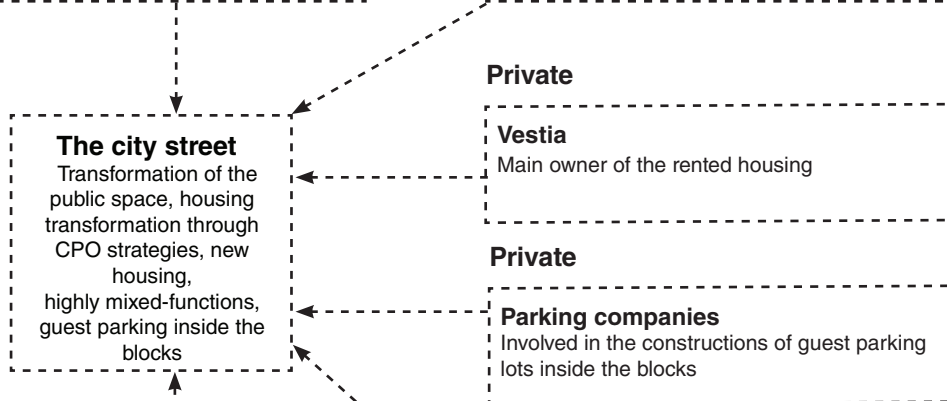 The city street
Transformation of the
public space, housing
transformation through
CPO strategies, new
housing,
highly mixed-functions,
guest parking inside the
blocks
Private
Vestia
Main owner of the rented housing
Private
Parking companies
Involved in the constructions of guest parking
lots inside the blocks